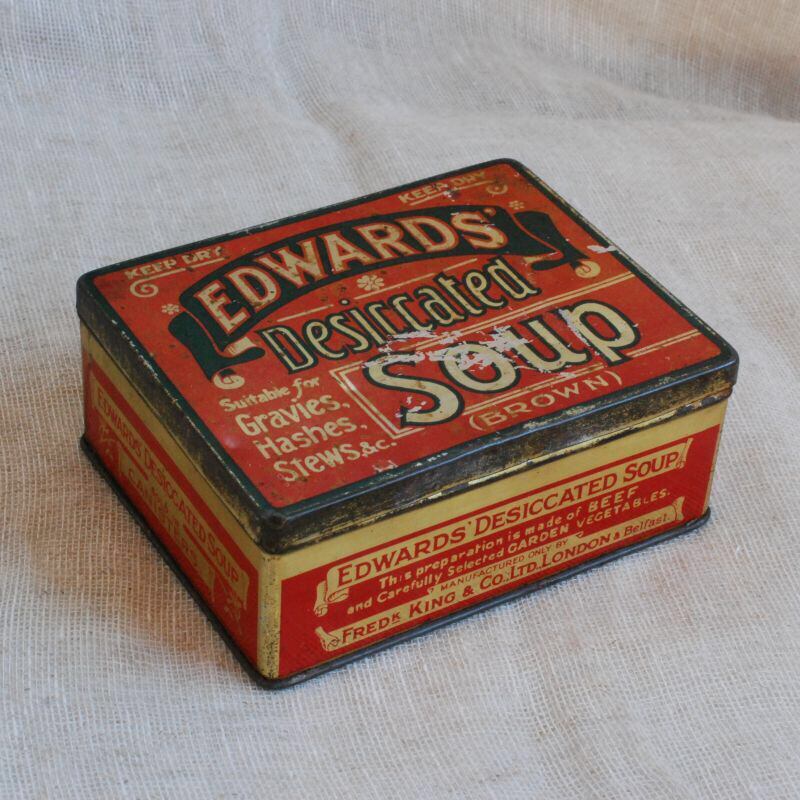 KEEP DRY KEEP DRY
EDWARDS'
Desiccated
Soup
(BROWN)
Suitable for
Gravies,
Hashes,
Stews, &c.
EDWARDS' DESICCATED SOUP
CANISTERS
EDWARDS' DESICCATED SOUP
This preparation is made of BEEF
and Carefully Selected GARDEN VEGETABLES.
MANUFACTURED ONLY BY
FREDK KING & CO., LTD. LONDON & Belfast.